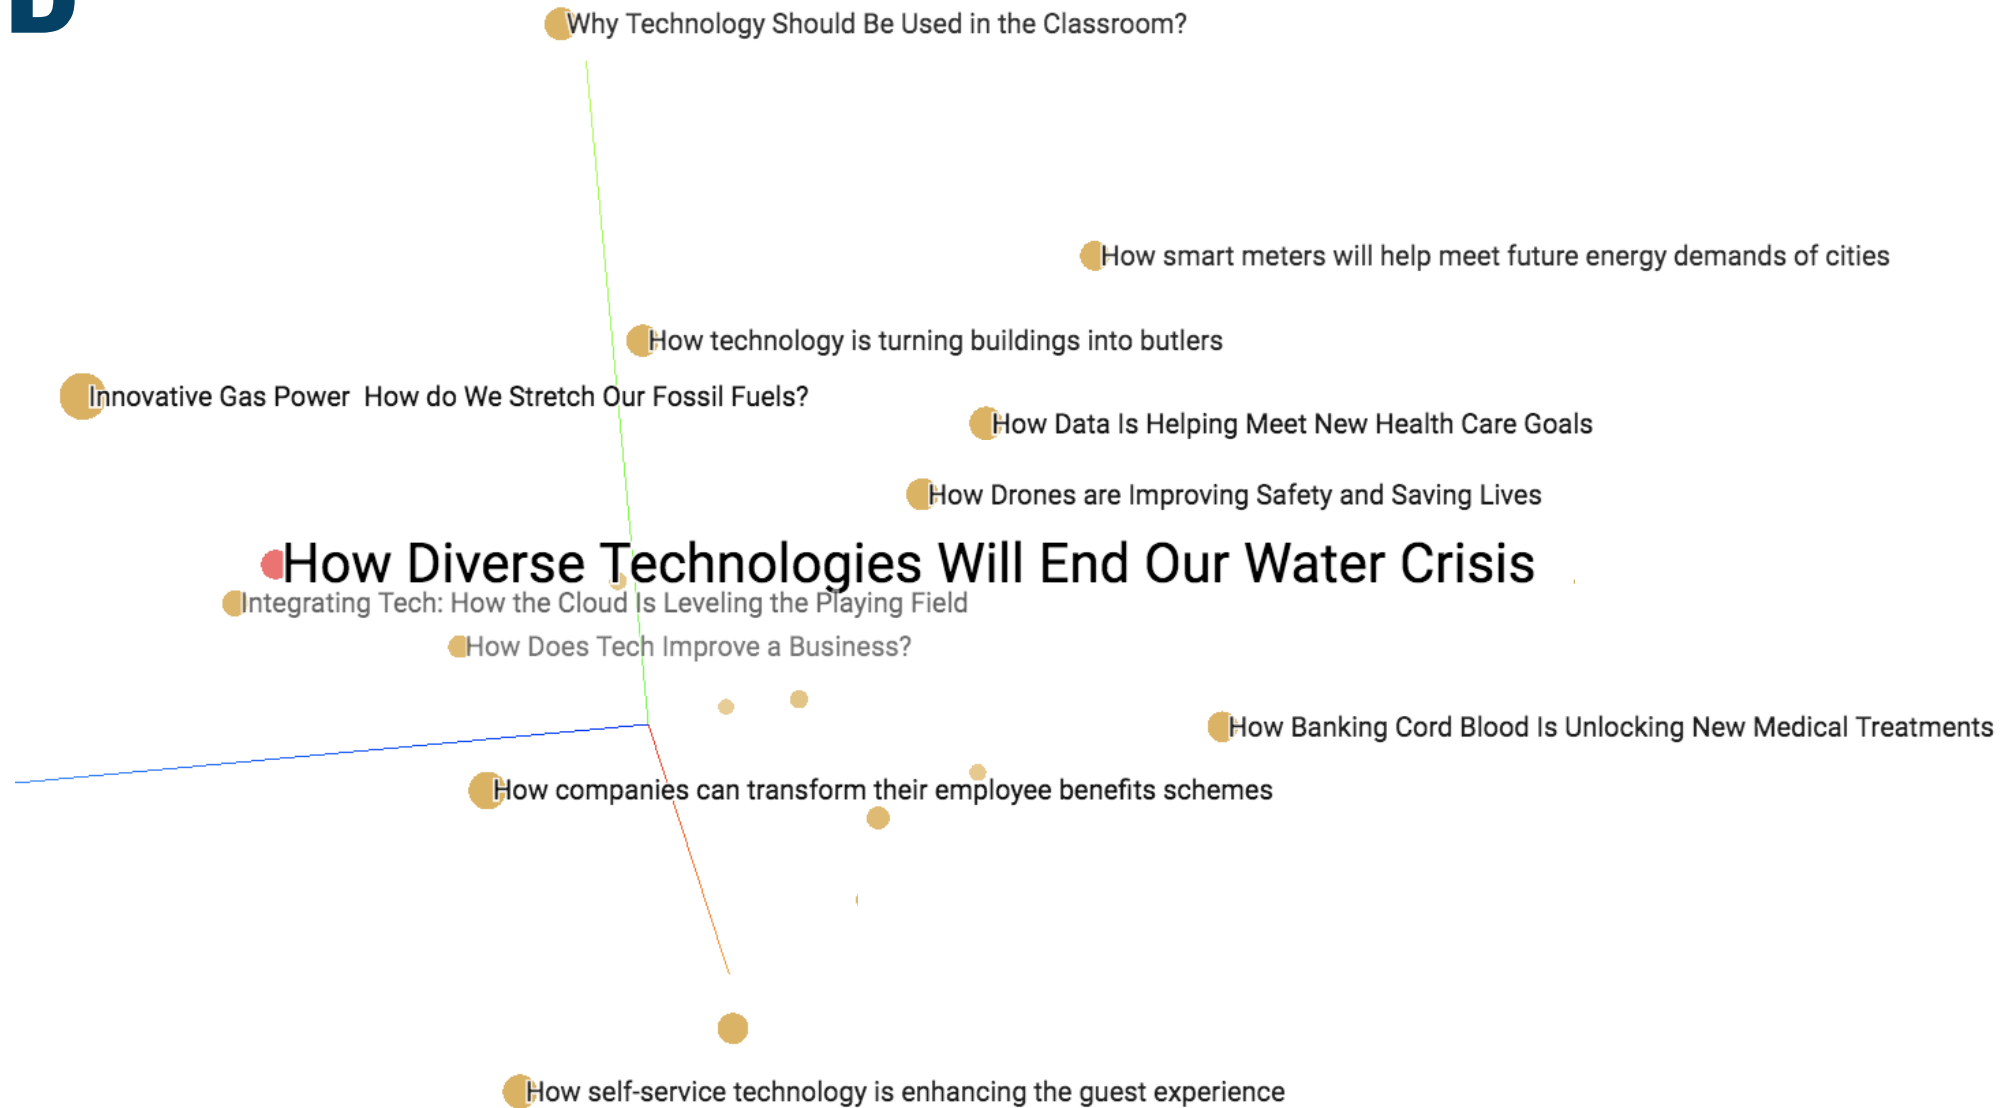 D
Why Technology Should Be Used in the Classroom?
How smart meters will help meet future energy demands of cities
How technology is turning buildings into butlers
Innovative Gas Power  How do We Stretch Our Fossil Fuels?
How Data Is Helping Meet New Health Care Goals
How Drones are Improving Safety and Saving Lives
How Diverse Technologies Will End Our Water Crisis
Integrating Tech: How the Cloud Is Leveling the Playing Field
How Does Tech Improve a Business?
How Banking Cord Blood Is Unlocking New Medical Treatments
How companies can transform their employee benefits schemes
How self-service technology is enhancing the guest experience